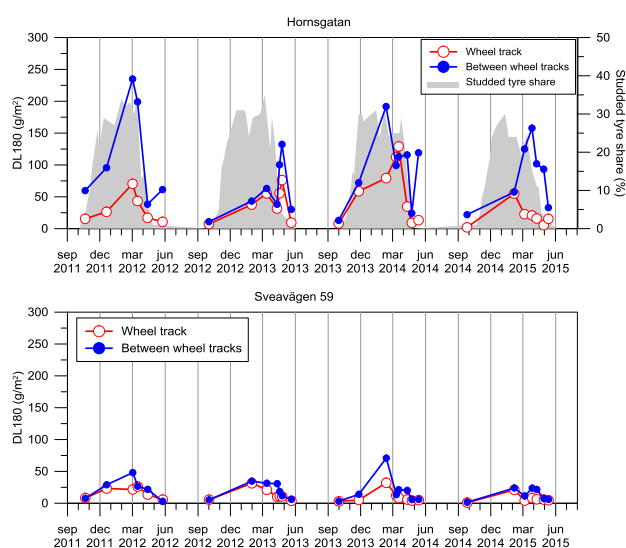 Hornsgatan
300
250
200
150
100
50
0
DL180 (g/m²)
50
40
30
20
10
0
Studded tyre share (%)
Wheel track
Between wheel tracks
Studded tyre share
sep dec mar jun sep dec mar jun sep dec mar jun sep dec mar jun
2011 2011 2012 2012 2012 2012 2013 2013 2013 2013 2014 2014 2014 2014 2015 2015
Sveavägen 59
300
250
200
150
100
50
0
DL180 (g/m²)
Wheel track
Between wheel tracks
sep dec mar jun sep dec mar jun sep dec mar jun sep dec mar jun
2011 2011 2012 2012 2012 2012 2013 2013 2013 2013 2014 2014 2014 2014 2015 2015